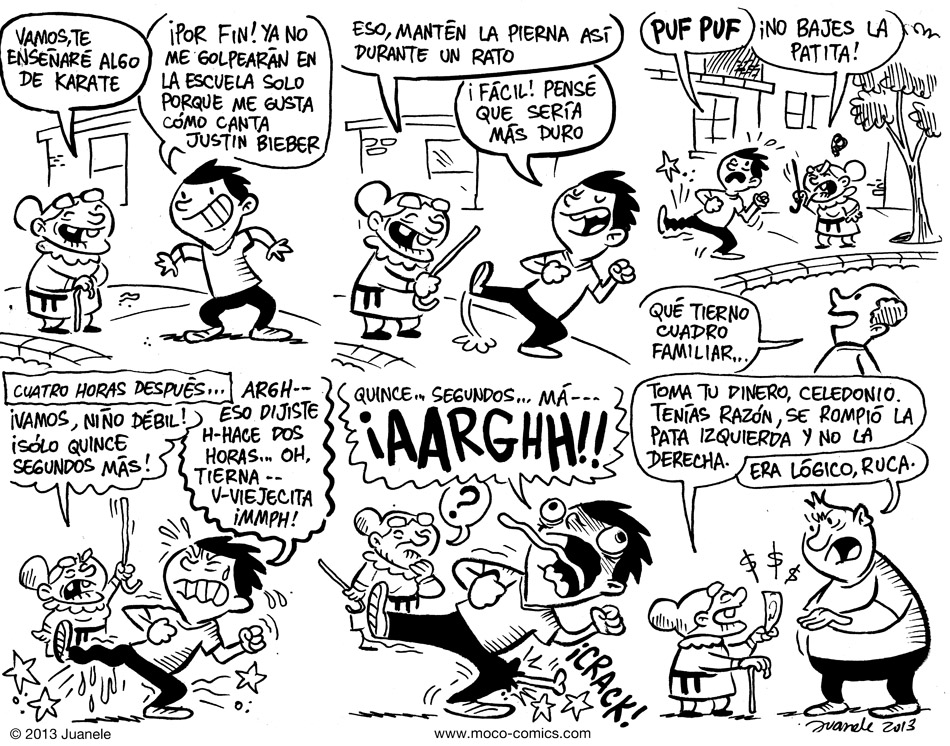 VAMOS, TE
ENSEÑARÉ ALGO
DE KARATE
¡POR FIN! YA NO
ME GOLPEARÁN EN
LA ESCUELA SOLO
PORQUE ME GUSTA
CÓMO CANTA
JUSTIN BIEBER
ESO, MANTÉN LA PIERNA ASÍ
DURANTE UN RATO
¡FÁCIL! PENSÉ
QUE SERÍA
MÁS DURO
PUF PUF
¡NO BAJES LA
PATITA!
QUÉ TIERNO
CUADRO
FAMILIAR...
CUATRO HORAS DESPUÉS...
¡VAMOS, NIÑO DÉBIL!
¡SÓLO QUINCE
SEGUNDOS MÁS!
ARGH--
ESO DIJISTE
H-HACE DOS
HORAS... OH,
TIERNA--
V-VIEJECITA
¡MMPH!
QUINCE... SEGUNDOS... MÁ---
¡AARGHH!!
?
¡CRACK!
TOMA TU DINERO, CELEDONIO.
TENÍAS RAZÓN, SE ROMPIÓ LA
PATA IZQUIERDA Y NO LA
DERECHA.
ERA LÓGICO, RUCA.
$ $ $
JUANELE 2013
© 2013 Juanele
www.moco-comics.com